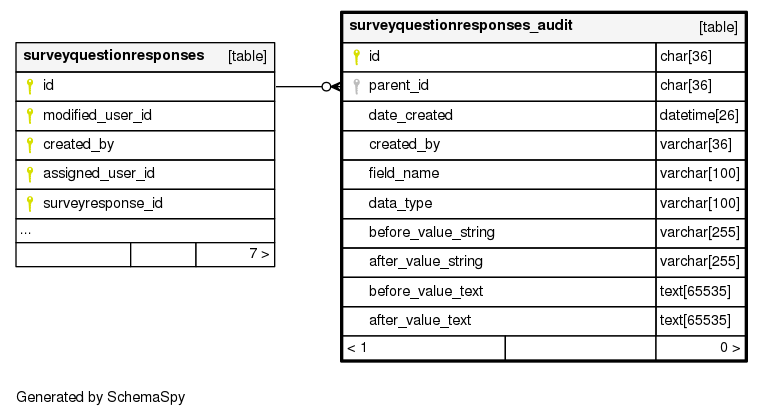 surveyquestionresponses [table]
id
modified_user_id
created_by
assigned_user_id
surveyresponse_id
...
7 >
surveyquestionresponses_audit [table]
id char[36]
parent_id char[36]
date_created datetime[26]
created_by varchar[36]
field_name varchar[100]
data_type varchar[100]
before_value_string varchar[255]
after_value_string varchar[255]
before_value_text text[65535]
after_value_text text[65535]
< 1 0 >
Generated by SchemaSpy